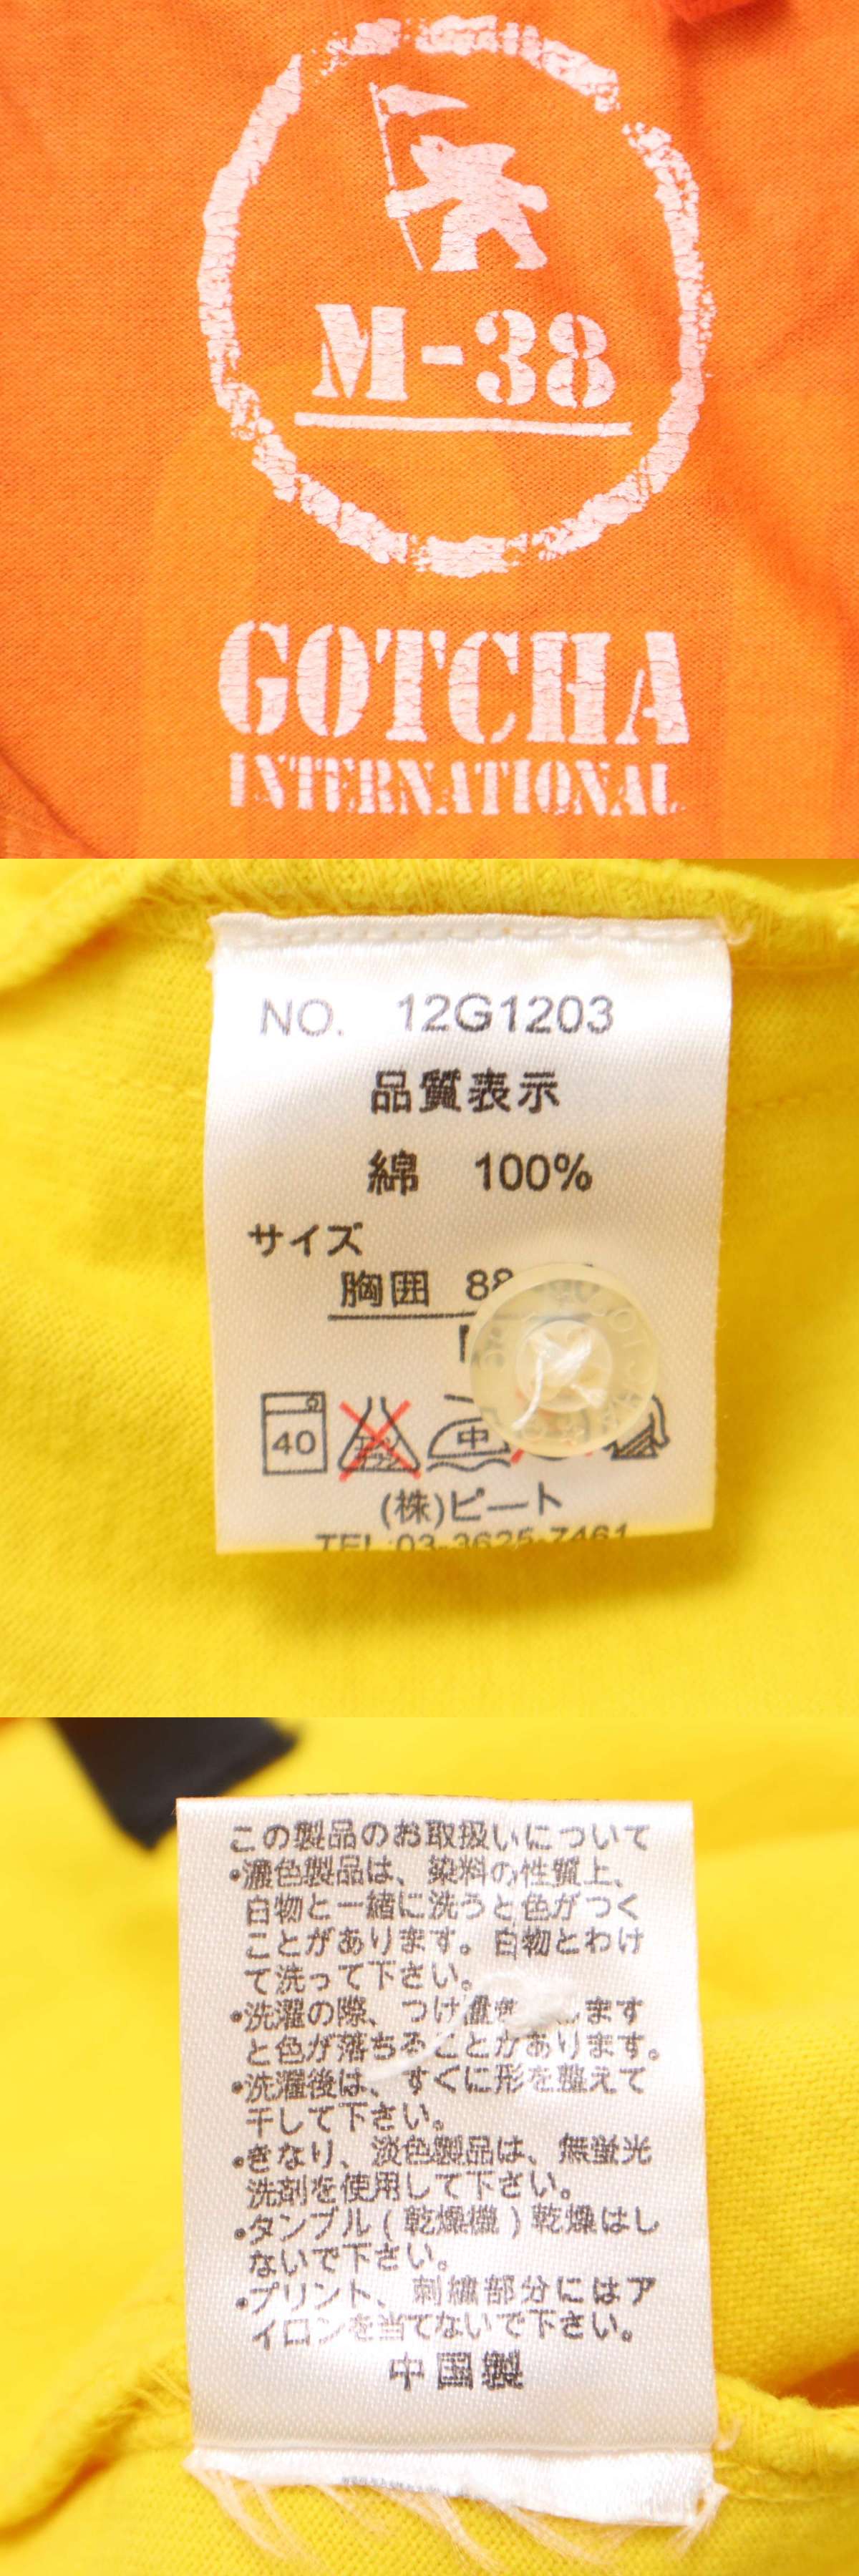 M-38
GOTCHA
INTERNATIONAL
NO. 12G1203
品質表示
綿 100%
サイズ
胸囲 88
40
中
(株)ピート
TEL 03-3625-7461
この製品のお取扱いについて
•濃色製品は、染料の性質上、
白物と一緒に洗うと色がつく
ことがあります。白物とわけ
て洗って下さい。
•洗濯の際、つけ置き します
と色が落ちることがあります。
•洗濯後は、すぐに形を整えて
干して下さい。
•きなり、淡色製品は、無蛍光
洗剤を使用して下さい。
•タンブル(乾燥機)乾燥はし
ないで下さい。
•プリント、刺繍部分にはア
イロンを当てないで下さい。
中国製